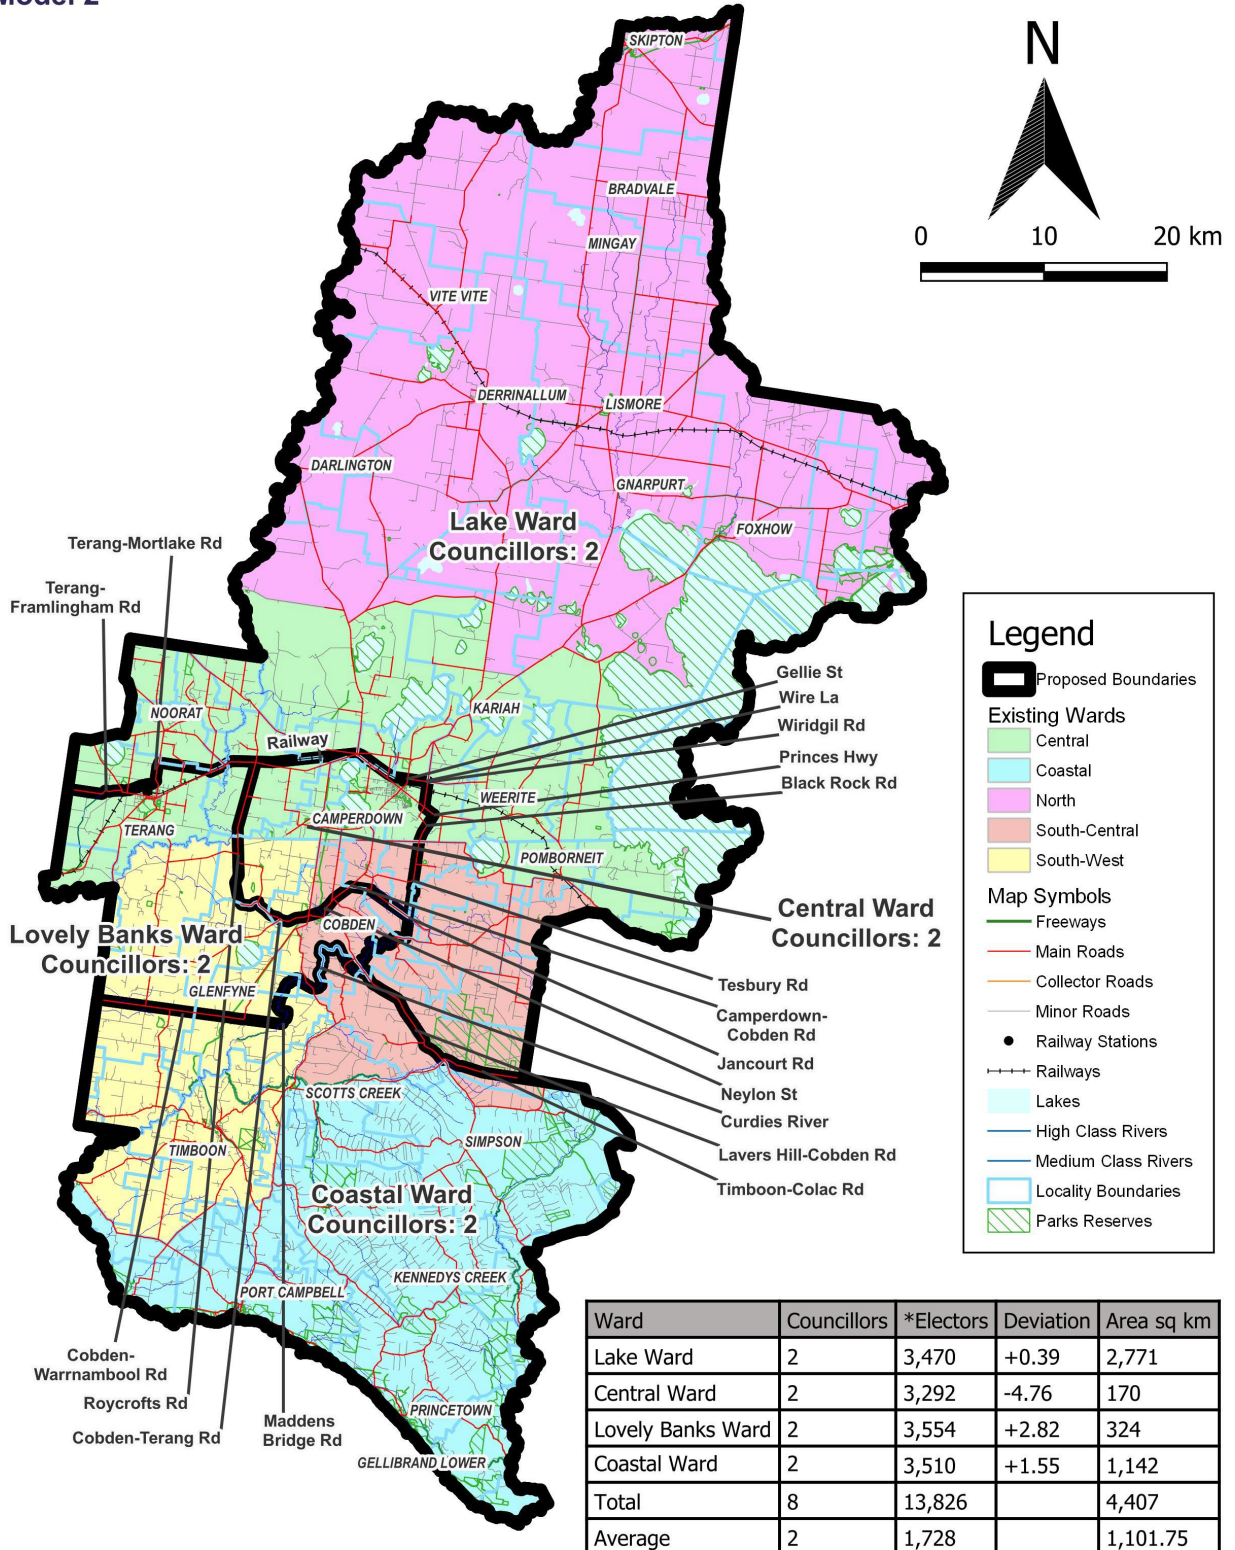 Model 2
N
0 10 20 km
SKIPTON
BRADVALE
MINGAY
VITE VITE
DERRINALLUM
LISMORE
DARLINGTON
GNARPURT
FOXHOW
Lake Ward
Councillors: 2
Terang-Mortlake Rd
Terang-
Framlingham Rd
NOORAT
KARIAH
Railway
Gellie St
Wire La
Wiridgil Rd
Princes Hwy
Black Rock Rd
WEERITE
CAMPERDOWN
TERANG
POMBORNEIT
Central Ward
Councillors: 2
COBDEN
Lovely Banks Ward
Councillors: 2
GLENFYNE
Tesbury Rd
Camperdown-
Cobden Rd
Jancourt Rd
Neylon St
Curdies River
Lavers Hill-Cobden Rd
Timboon-Colac Rd
SCOTTS CREEK
SIMPSON
TIMBOON
Coastal Ward
Councillors: 2
KENNEDYS CREEK
PORT CAMPBELL
PRINCETOWN
GELLIBRAND LOWER
Cobden-
Warrnambool Rd
Roycrofts Rd
Cobden-Terang Rd
Maddens
Bridge Rd
Legend
Proposed Boundaries
Existing Wards
Central
Coastal
North
South-Central
South-West
Map Symbols
Freeways
Main Roads
Collector Roads
Minor Roads
Railway Stations
Railways
Lakes
High Class Rivers
Medium Class Rivers
Locality Boundaries
Parks Reserves
Ward Councillors *Electors Deviation Area sq km
Lake Ward 2 3,470 +0.39 2,771
Central Ward 2 3,292 -4.76 170
Lovely Banks Ward 2 3,554 +2.82 324
Coastal Ward 2 3,510 +1.55 1,142
Total 8 13,826 4,407
Average 2 1,728 1,101.75